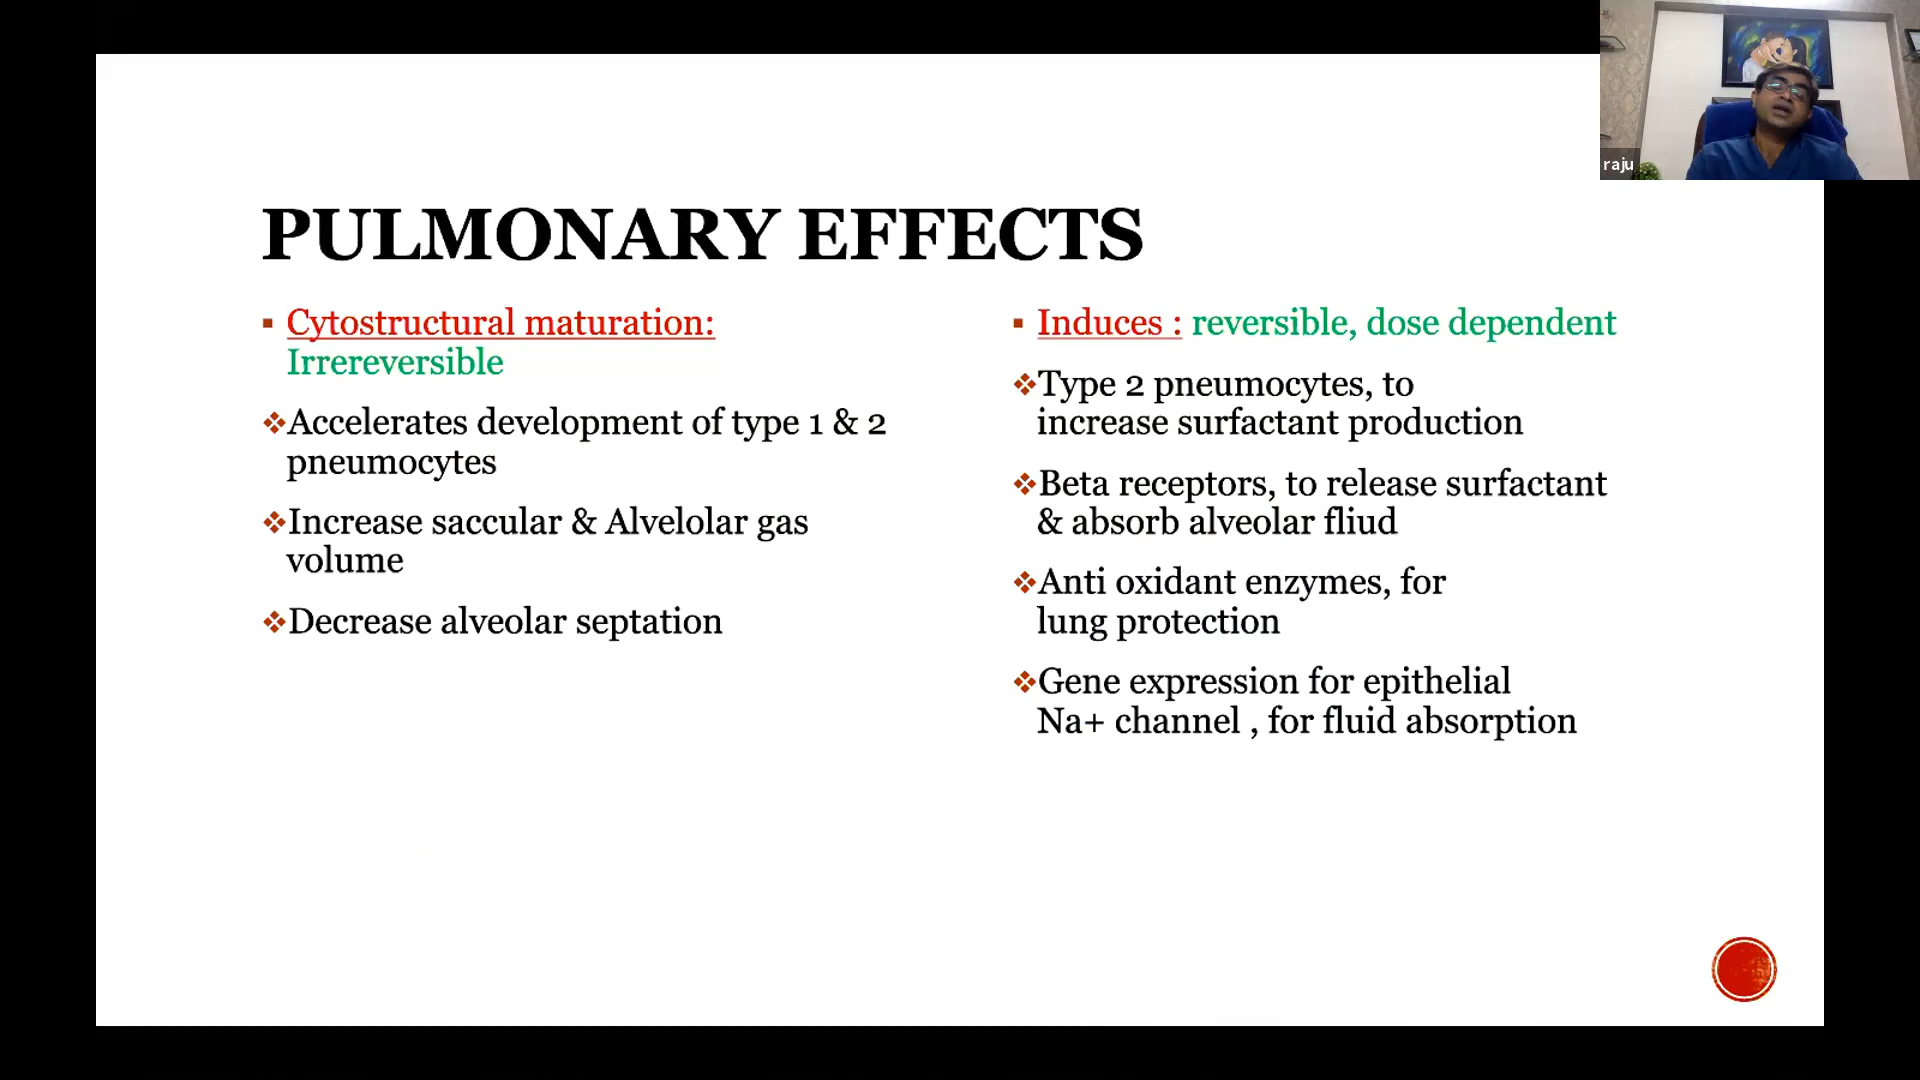 PULMONARY EFFECTS
Cytostructural maturation:
Irrereversible
Accelerates development of type 1 & 2
pneumocytes
Increase saccular & Alvelolar gas
volume
Decrease alveolar septation
Induces : reversible, dose dependent
Type 2 pneumocytes, to
increase surfactant production
Beta receptors, to release surfactant
& absorb alveolar fliud
Anti oxidant enzymes, for
lung protection
Gene expression for epithelial
Na+ channel , for fluid absorption
raju